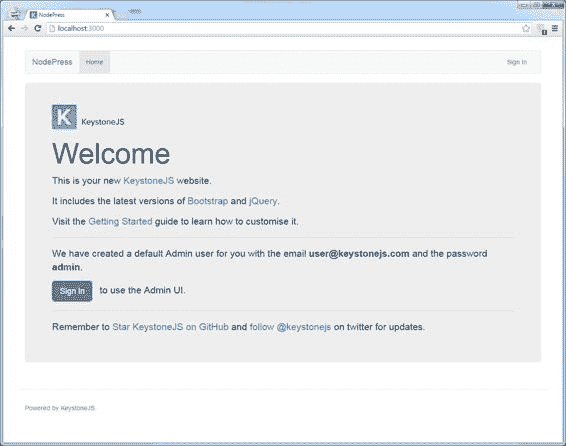 NodePress
localhost:3000
NodePress Home Sign In
K KeystoneJS
Welcome
This is your new KeystoneJS website.
It includes the latest versions of Bootstrap and jQuery.
Visit the Getting Started guide to learn how to customise it.
We have created a default Admin user for you with the email user@keystonejs.com and the password
admin.
Sign In to use the Admin UI.
Remember to Star KeystoneJS on GitHub and follow @keystonejs on twitter for updates.
Powered by KeystoneJS.